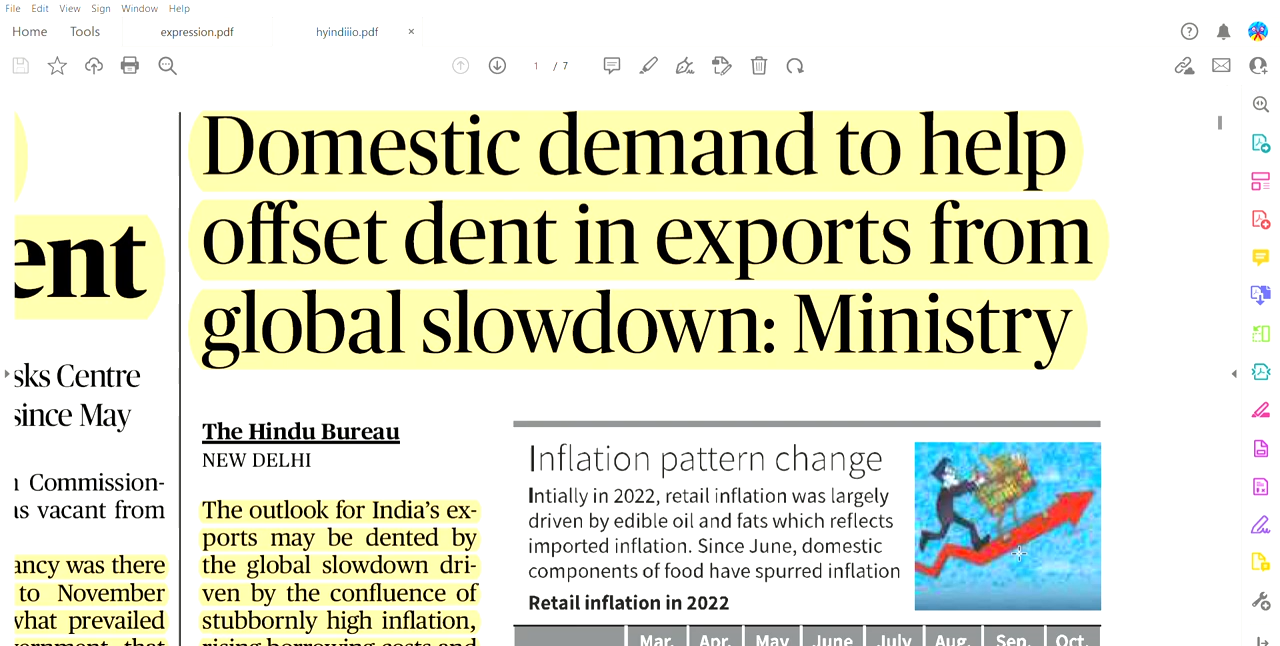 File Edit View Sign Window Help
Home Tools expression.pdf hyindiiio.pdf ×
1 / 7
Domestic demand to help
offset dent in exports from
global slowdown: Ministry
ent
sks Centre
since May
n Commission-
as vacant from
ancy was there
to November
what prevailed
The Hindu Bureau
NEW DELHI
The outlook for India's ex-
ports may be dented by
the global slowdown dri-
ven by the confluence of
stubbornly high inflation,
rising borrowing costs and
Inflation pattern change
Intially in 2022, retail inflation was largely
driven by edible oil and fats which reflects
imported inflation. Since June, domestic
components of food have spurred inflation
Retail inflation in 2022
Mar. Apr. May June July Aug. Sep. Oct.